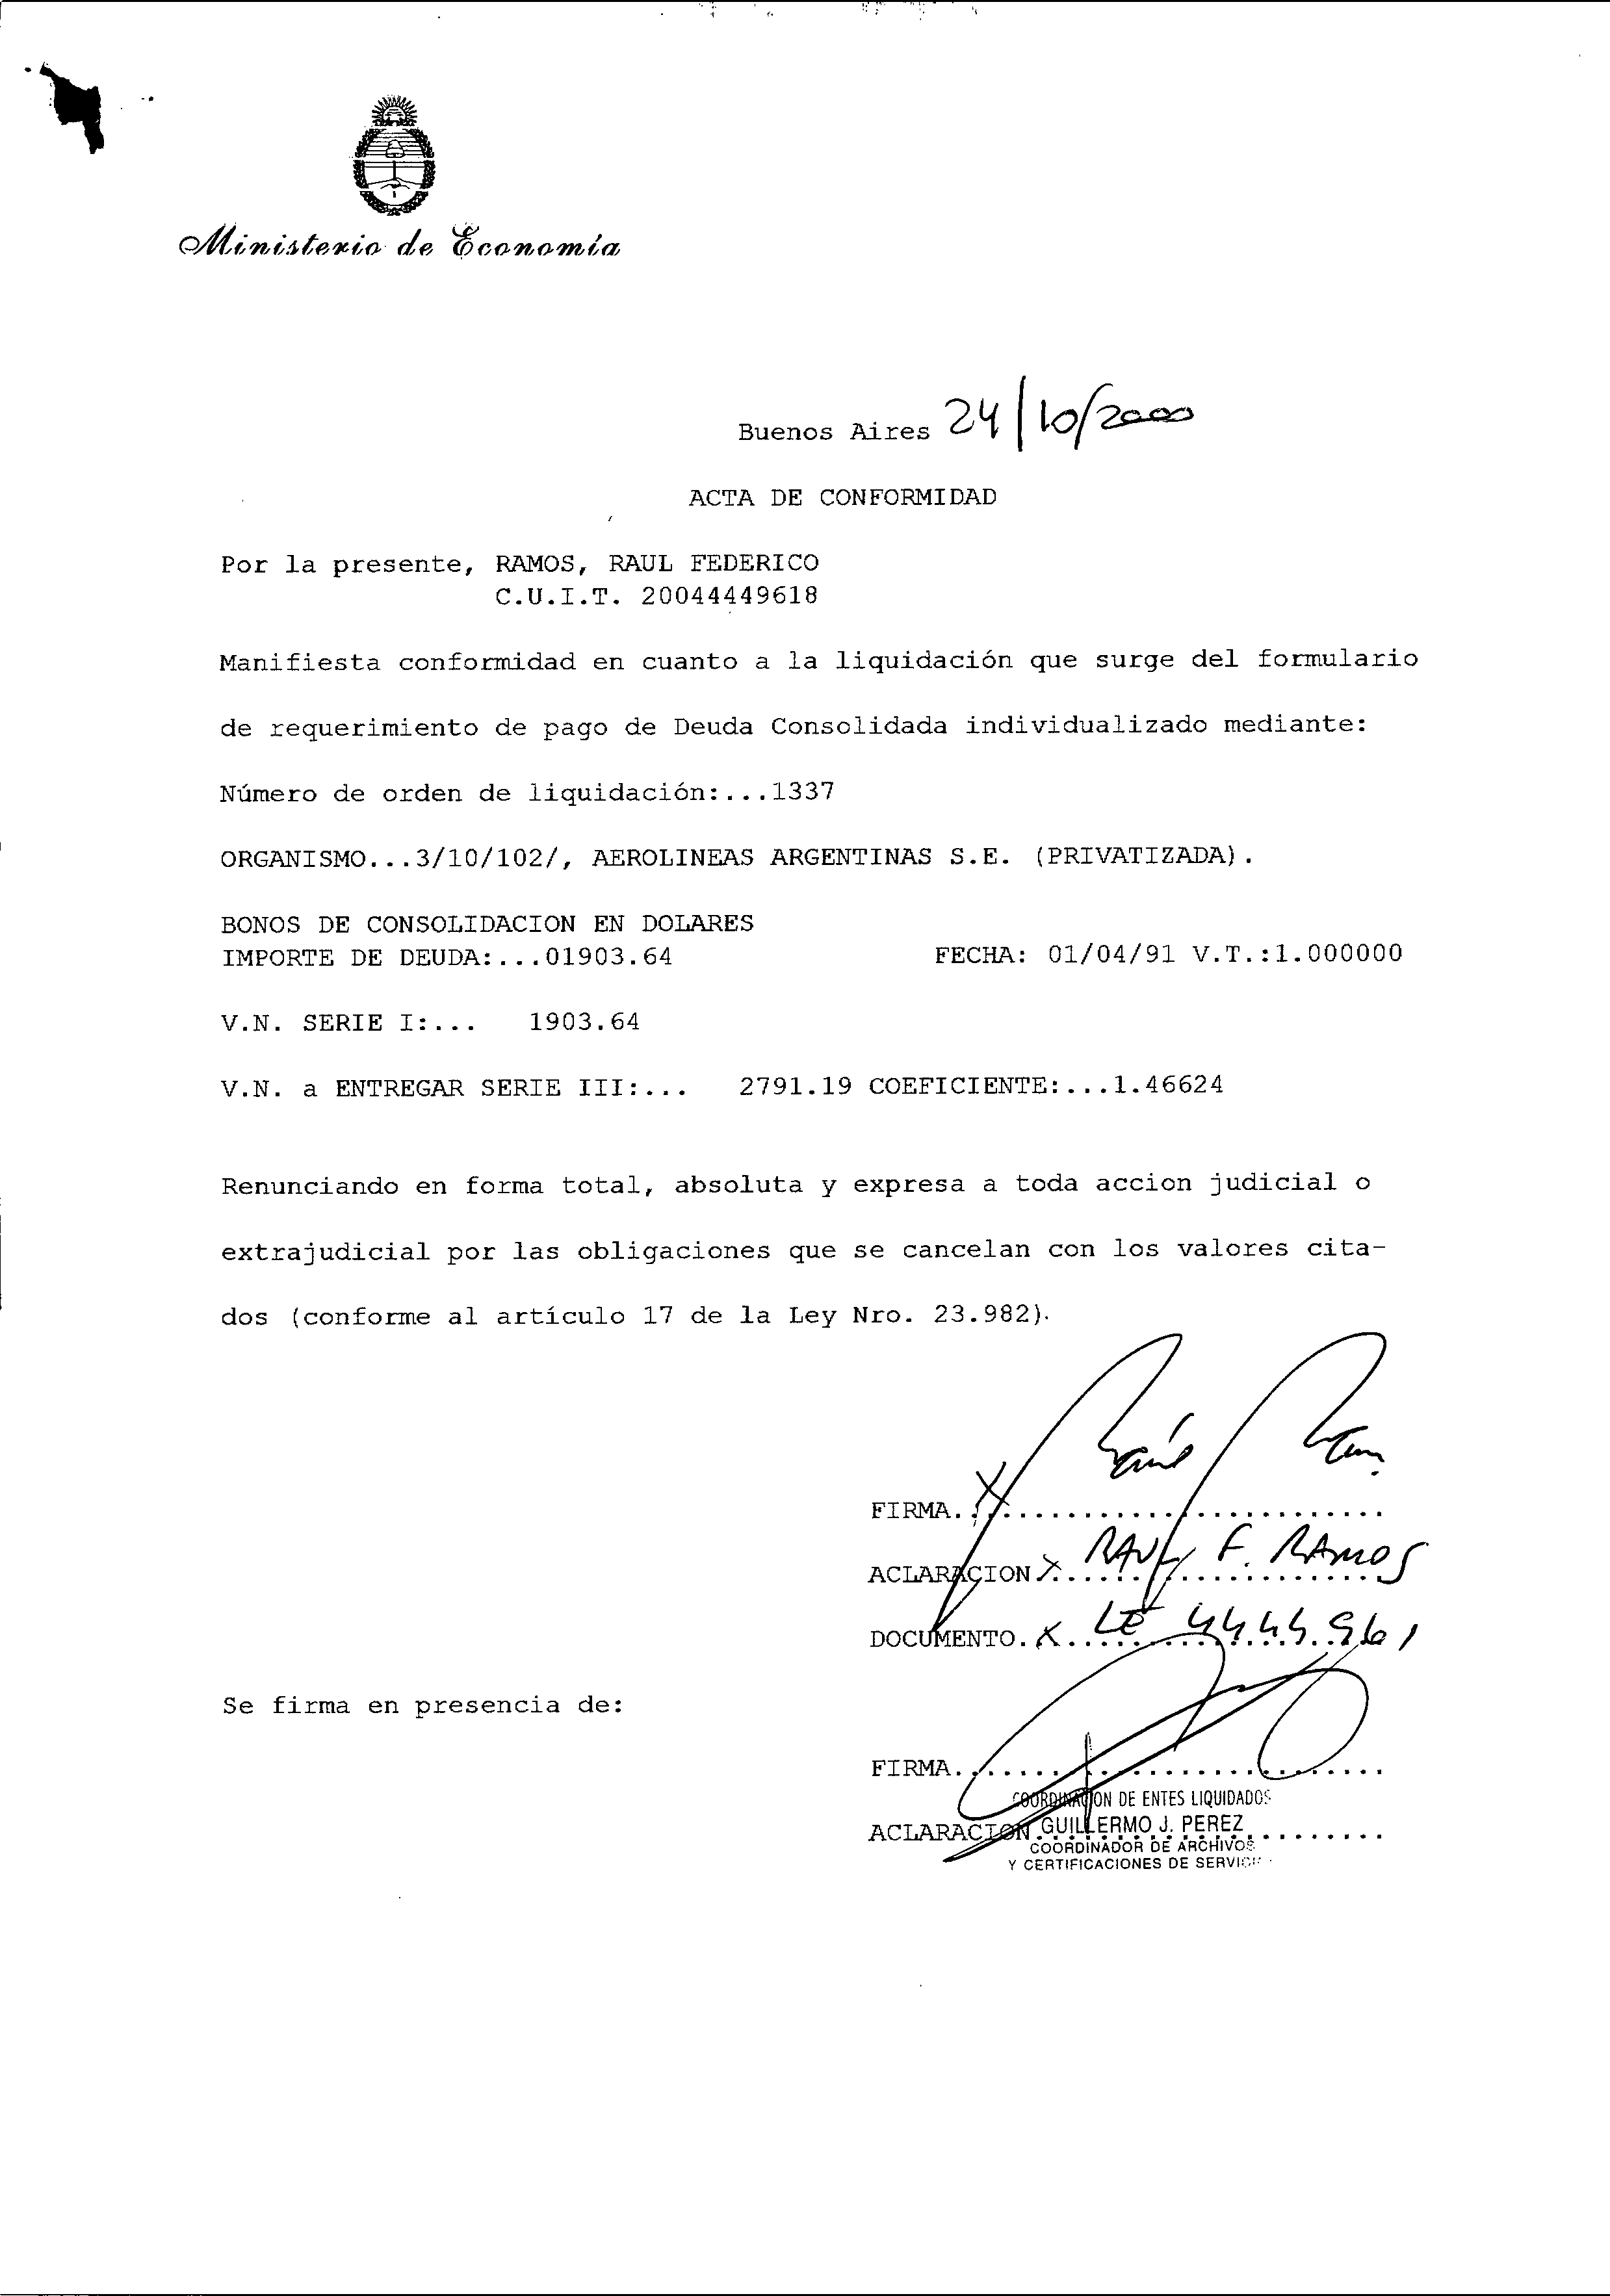 Ministerio de Economía
Buenos Aires 24/10/2000
ACTA DE CONFORMIDAD
Por la presente, RAMOS, RAUL FEDERICO
C.U.I.T. 20044449618
Manifiesta conformidad en cuanto a la liquidación que surge del formulario
de requerimiento de pago de Deuda Consolidada individualizado mediante:
Número de orden de liquidación:...1337
ORGANISMO...3/10/102/, AEROLINEAS ARGENTINAS S.E. (PRIVATIZADA).
BONOS DE CONSOLIDACION EN DOLARES
IMPORTE DE DEUDA:...01903.64 FECHA: 01/04/91 V.T.:1.000000
V.N. SERIE I:... 1903.64
V.N. a ENTREGAR SERIE III:... 2791.19 COEFICIENTE:...1.46624
Renunciando en forma total, absoluta y expresa a toda accion judicial o
extrajudicial por las obligaciones que se cancelan con los valores cita-
dos (conforme al artículo 17 de la Ley Nro. 23.982).
FIRMA. X Raúl Ram
ACLARACION X RAUL F. RAMOS
DOCUMENTO. X LE 4444961
Se firma en presencia de:
FIRMA.
COORDINACION DE ENTES LIQUIDADOS
ACLARACION GUILLERMO J. PEREZ
COORDINADOR DE ARCHIVOS
Y CERTIFICACIONES DE SERVICI